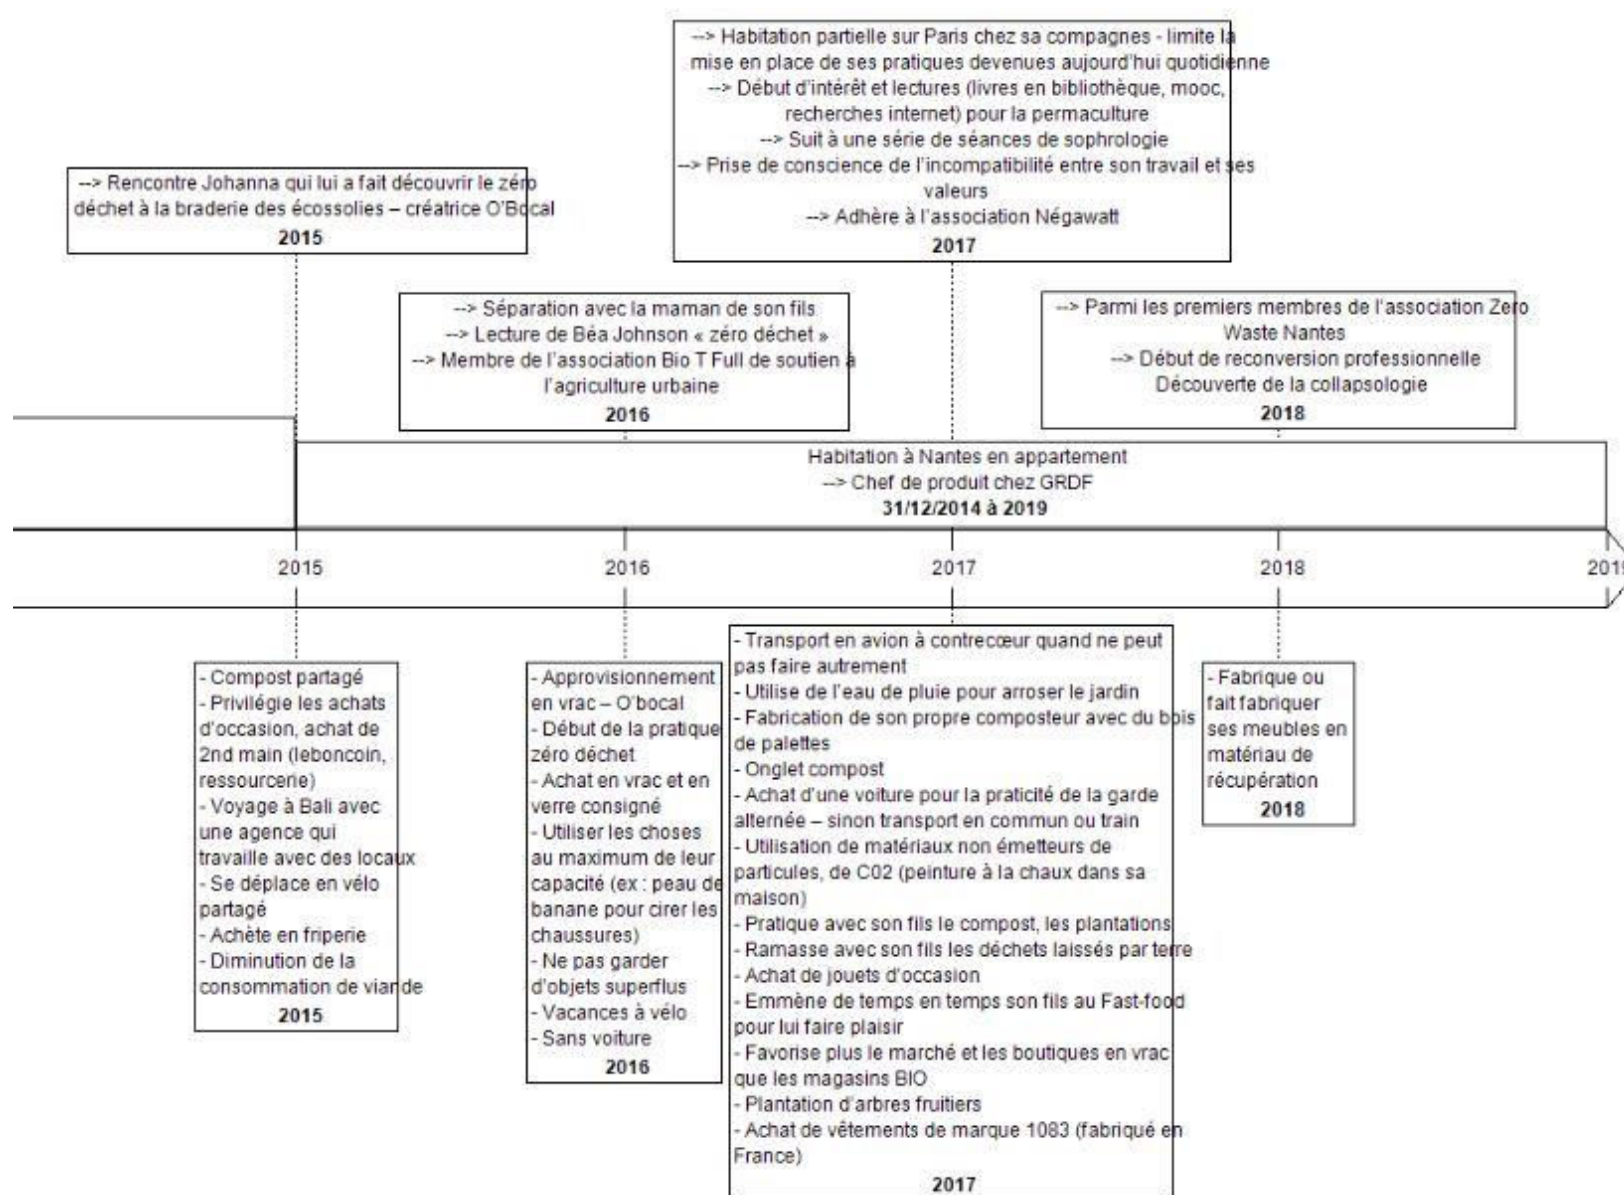 --> Habitation partielle sur Paris chez sa compagnes - limite la
mise en place de ses pratiques devenues aujourd'hui quotidienne
--> Début d'intérêt et lectures (livres en bibliothèque, mooc,
recherches internet) pour la permaculture
--> Suit à une série de séances de sophrologie
--> Prise de conscience de l'incompatibilité entre son travail et ses
valeurs
--> Adhère à l'association Négawatt
2017
--> Rencontre Johanna qui lui a fait découvrir le zéro
déchet à la braderie des écossolies – créatrice O'Bocal
2015
--> Séparation avec la maman de son fils
--> Lecture de Béa Johnson « zéro déchet »
--> Membre de l'association Bio T Full de soutien à
l'agriculture urbaine
2016
--> Parmi les premiers membres de l'association Zero
Waste Nantes
--> Début de reconversion professionnelle
Découverte de la collapsologie
2018
Habitation à Nantes en appartement
--> Chef de produit chez GRDF
31/12/2014 à 2019
2015
2016
2017
2018
2019
- Compost partagé
- Privilégie les achats
d'occasion, achat de
2nd main (leboncoin,
ressourcerie)
- Voyage à Bali avec
une agence qui
travaille avec des locaux
- Se déplace en vélo
partagé
- Achète en friperie
- Diminution de la
consommation de viande
2015
- Approvisionnement
en vrac – O'bocal
- Début de la pratique
zéro déchet
- Achat en vrac et en
verre consigné
- Utiliser les choses
au maximum de leur
capacité (ex : peau de
banane pour cirer les
chaussures)
- Ne pas garder
d'objets superflus
- Vacances à vélo
- Sans voiture
2016
- Transport en avion à contrecœur quand ne peut
pas faire autrement
- Utilise de l'eau de pluie pour arroser le jardin
- Fabrication de son propre composteur avec du bois
de palettes
- Onglet compost
- Achat d'une voiture pour la praticité de la garde
alternée – sinon transport en commun ou train
- Utilisation de matériaux non émetteurs de
particules, de C02 (peinture à la chaux dans sa
maison)
- Pratique avec son fils le compost, les plantations
- Ramasse avec son fils les déchets laissés par terre
- Achat de jouets d'occasion
- Emmène de temps en temps son fils au Fast-food
pour lui faire plaisir
- Favorise plus le marché et les boutiques en vrac
que les magasins BIO
- Plantation d'arbres fruitiers
- Achat de vêtements de marque 1083 (fabriqué en
France)
2017
- Fabrique ou
fait fabriquer
ses meubles en
matériau de
récupération
2018